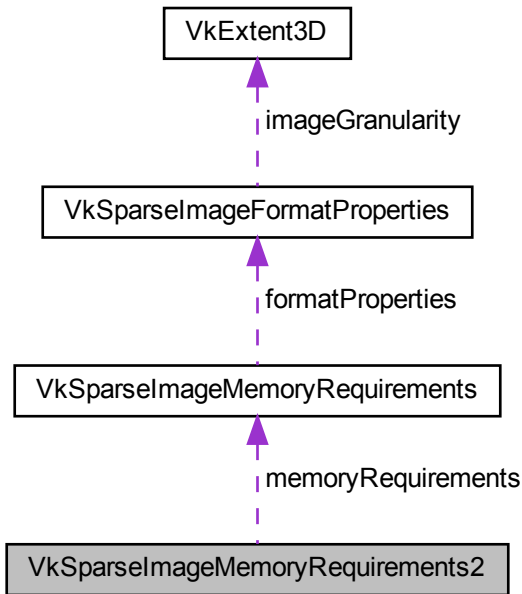 VkExtent3D
imageGranularity
VkSparseImageFormatProperties
formatProperties
VkSparseImageMemoryRequirements
memoryRequirements
VkSparseImageMemoryRequirements2